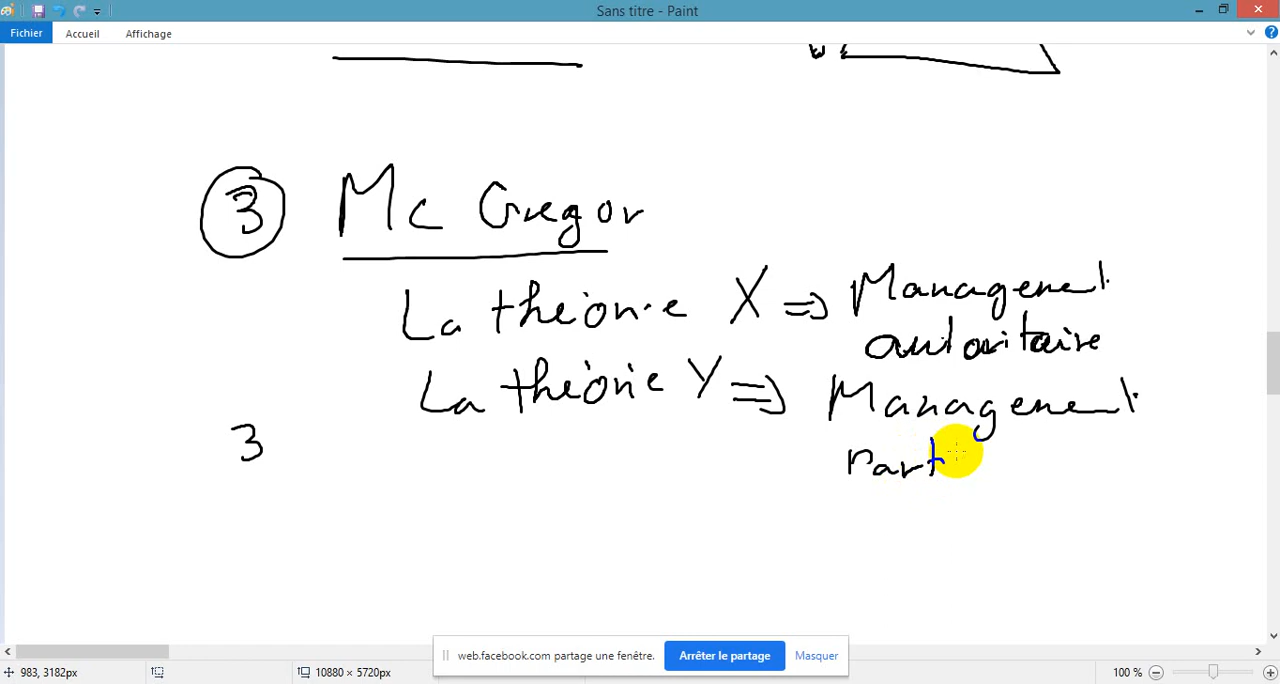 Sans titre - Paint
Fichier Accueil Affichage
3 Mc Gregor
La théorie X => Management
autoritaire
La théorie Y => Management
3 Part
web.facebook.com partage une fenêtre. Arrêter le partage Masquer
983, 3182px 10880 × 5720px 100 %